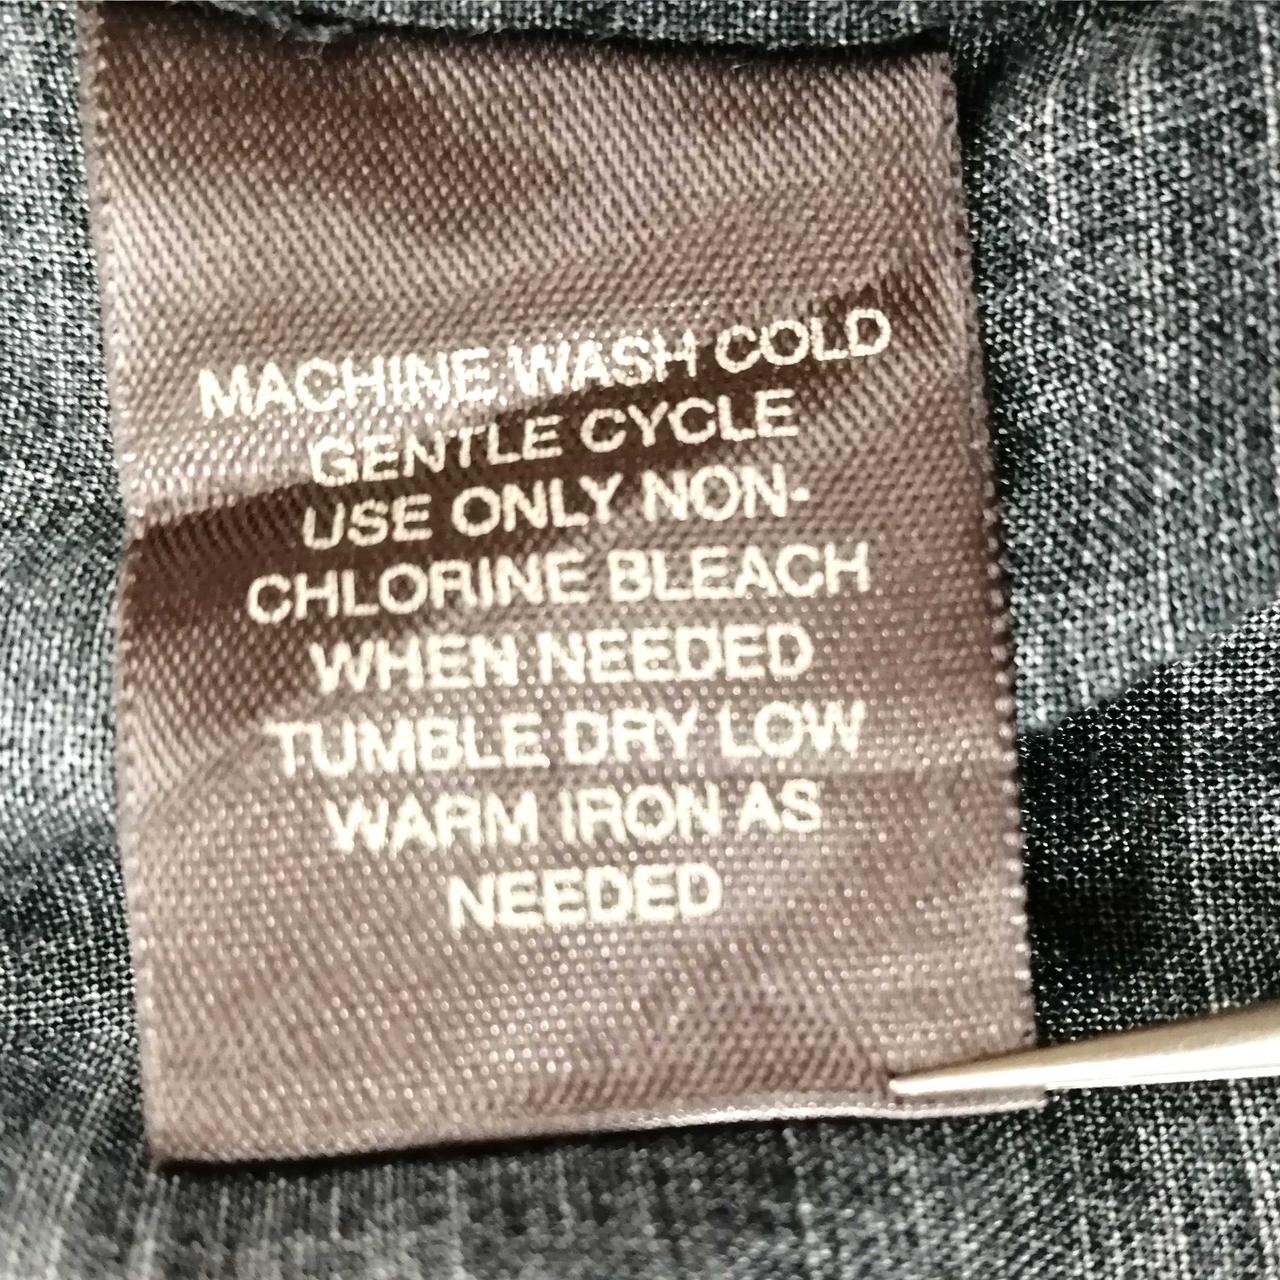 MACHINE WASH COLD
GENTLE CYCLE
USE ONLY NON-
CHLORINE BLEACH
WHEN NEEDED
TUMBLE DRY LOW
WARM IRON AS
NEEDED